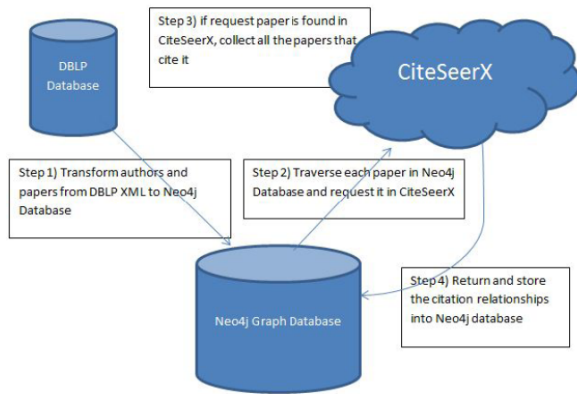 Step 3) if request paper is found in
CiteSeerX, collect all the papers that
cite it
DBLP
Database
CiteSeerX
Step 1) Transform authors and
papers from DBLP XML to Neo4j
Database
Step 2) Traverse each paper in Neo4j
Database and request it in CiteSeerX
Step 4) Return and store
the citation relationships
into Neo4j database
Neo4j Graph Database